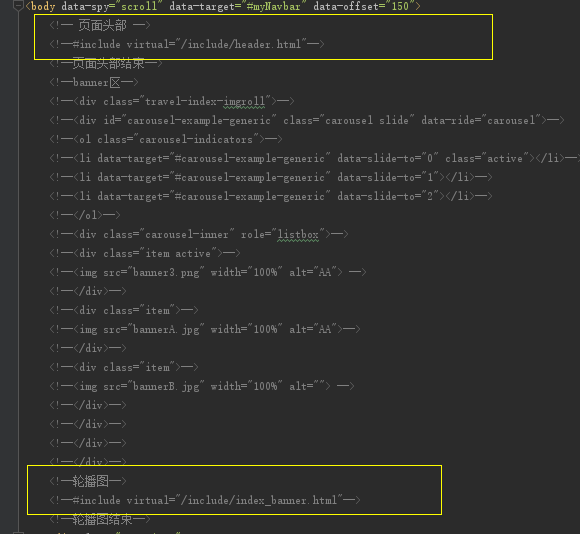 <body data-spy="scroll" data-target="#myNavbar" data-offset="150">
<!-- 页面头部 -->
<!--#include virtual="/include/header.html"-->
<!--页面头部结束-->
<!--banner区-->
<!--<div class="travel-index-imgroll">-->
<!--<div id="carousel-example-generic" class="carousel slide" data-ride="carousel">-->
<!--<ol class="carousel-indicators">-->
<!--<li data-target="#carousel-example-generic" data-slide-to="0" class="active"></li>--
<!--<li data-target="#carousel-example-generic" data-slide-to="1"></li>-->
<!--<li data-target="#carousel-example-generic" data-slide-to="2"></li>-->
<!--</ol>-->
<!--<div class="carousel-inner" role="listbox">-->
<!--<div class="item active">-->
<!--<img src="banner3.png" width="100%" alt="AA"> -->
<!--</div>-->
<!--<div class="item">-->
<!--<img src="bannerA.jpg" width="100%" alt="AA">-->
<!--</div>-->
<!--<div class="item">-->
<!--<img src="bannerB.jpg" width="100%" alt=""> -->
<!--</div>-->
<!--</div>-->
<!--</div>-->
<!--</div>-->
<!--轮播图-->
<!--#include virtual="/include/index_banner.html"-->
<!--轮播图结束-->